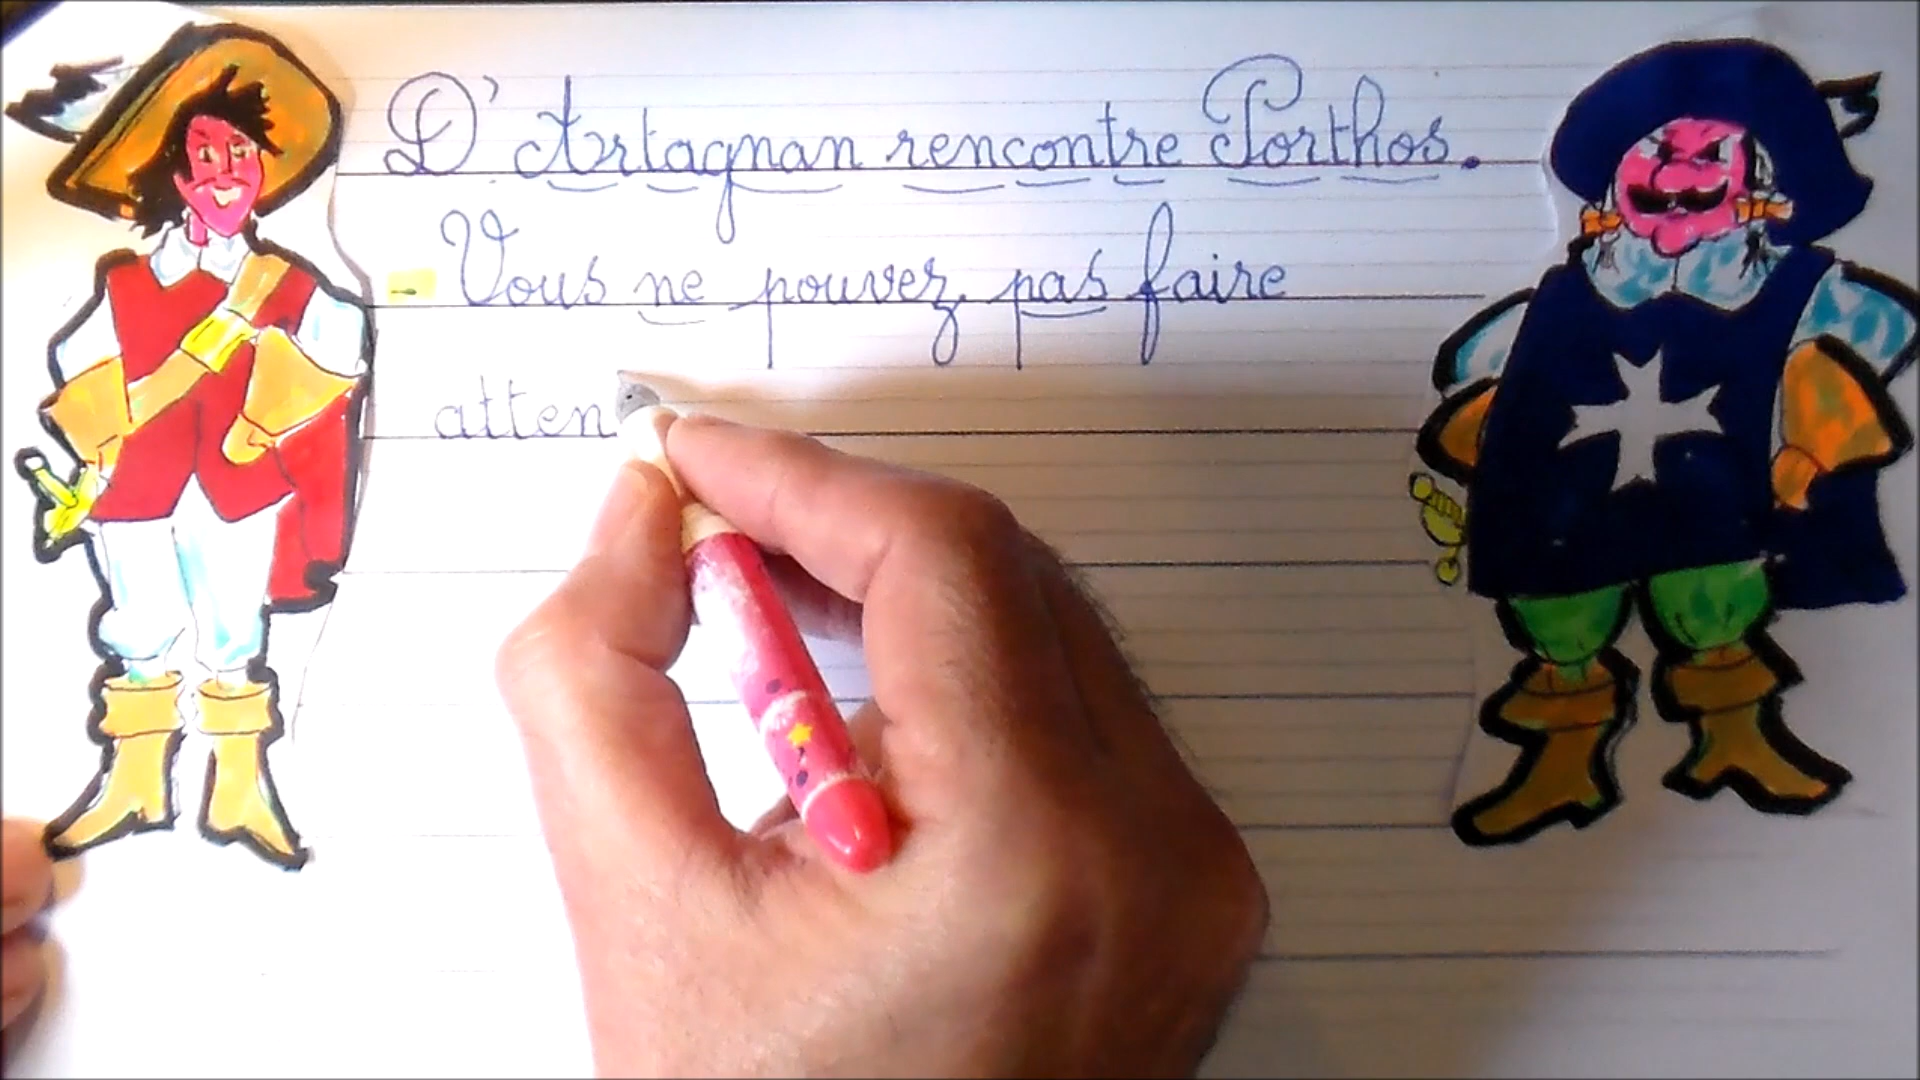 D'Artagnan rencontre Porthos.
- Vous ne pouvez pas faire
atten